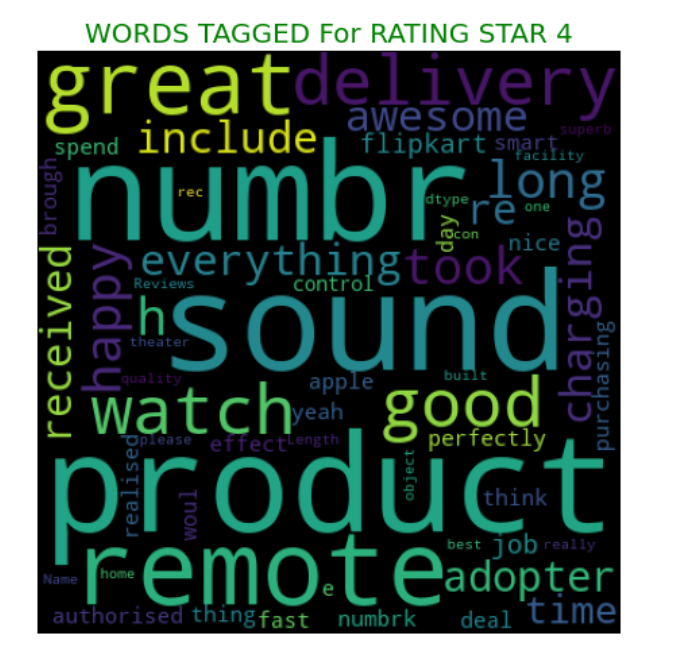 WORDS TAGGED For RATING STAR 4
great
delivery
awesome
include
spend
flipkart
smart
superb
facility
brough
numbr
rec
long
dtype
re
one
day
con
nice
everything
took
charging
received
happy
Reviews
control
h
sound
theater
purchasing
quality
apple
built
watch
yeah
good
please
effect
Length
perfectly
realised
product
object
woul
think
remote
best
job
really
Name
home
e
adopter
authorised
thing
fast
numbrk
deal
time